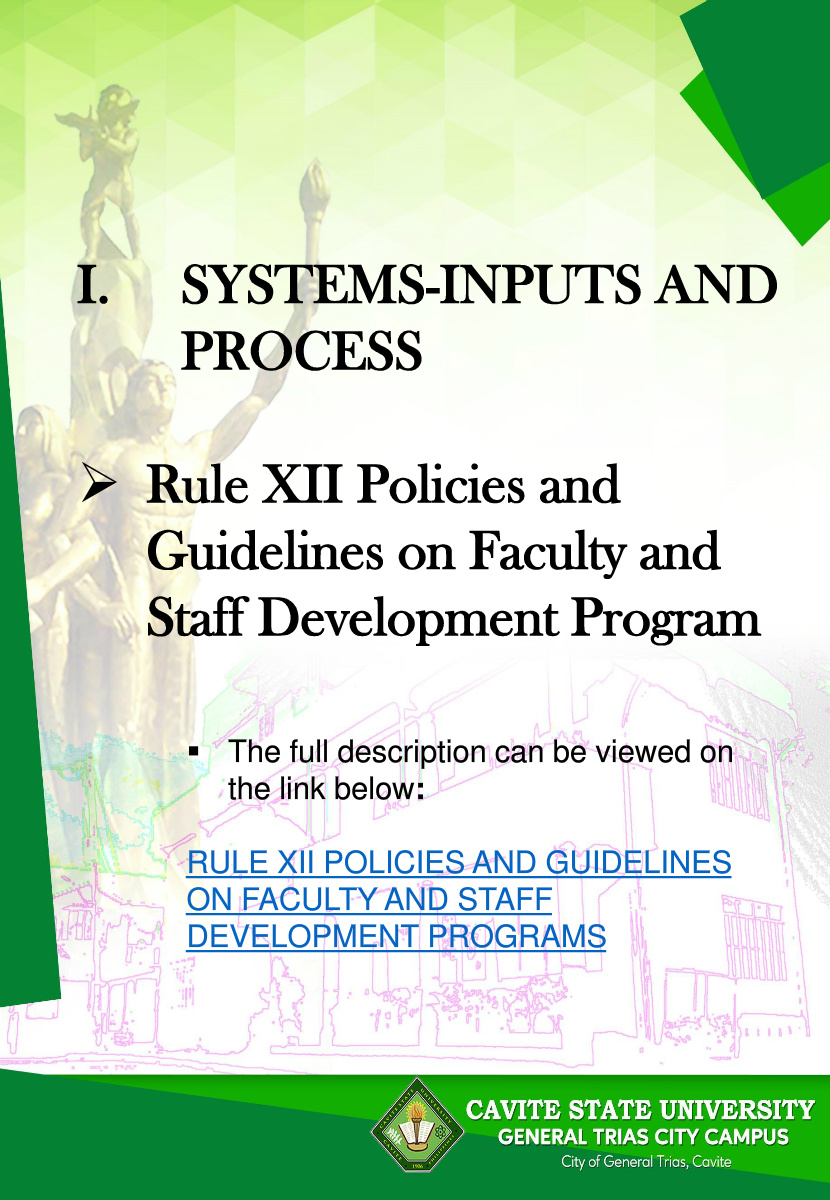 I. SYSTEMS-INPUTS AND
PROCESS
➢ Rule XII Policies and
Guidelines on Faculty and
Staff Development Program
▪ The full description can be viewed on
the link below:
RULE XII POLICIES AND GUIDELINES
ON FACULTY AND STAFF
DEVELOPMENT PROGRAMS
CAVITE STATE UNIVERSITY
GENERAL TRIAS CITY CAMPUS
City of General Trias, Cavite
1906